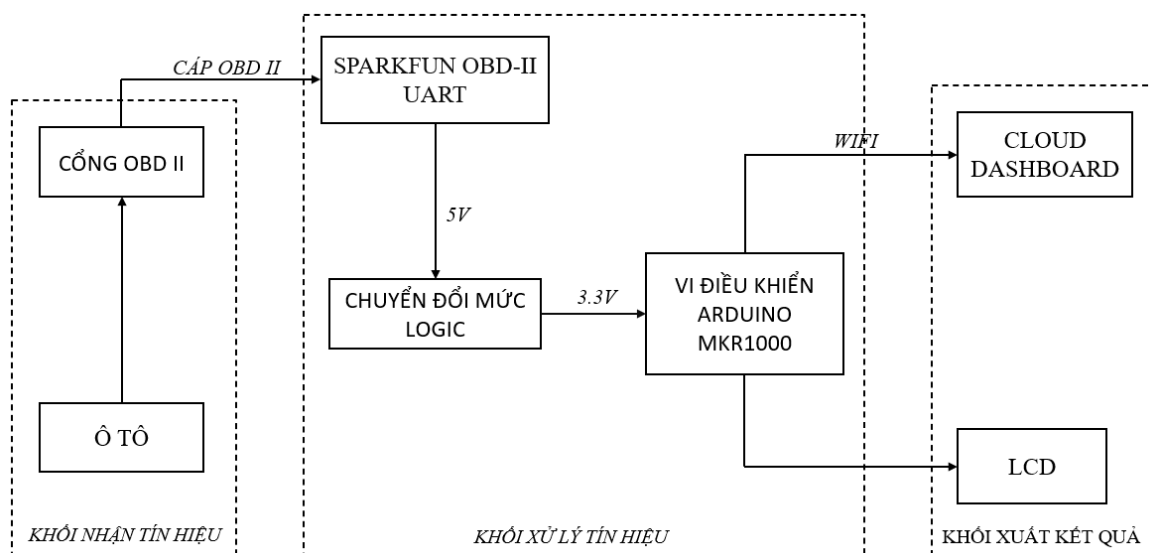 CÁP OBD II
CỔNG OBD II
Ô TÔ
KHỐI NHẬN TÍN HIỆU
SPARKFUN OBD-II
UART
5V
CHUYỂN ĐỔI MỨC
LOGIC
3.3V
VI ĐIỀU KHIỂN
ARDUINO
MKR1000
KHỐI XỬ LÝ TÍN HIỆU
WIFI
CLOUD
DASHBOARD
LCD
KHỐI XUẤT KẾT QUẢ